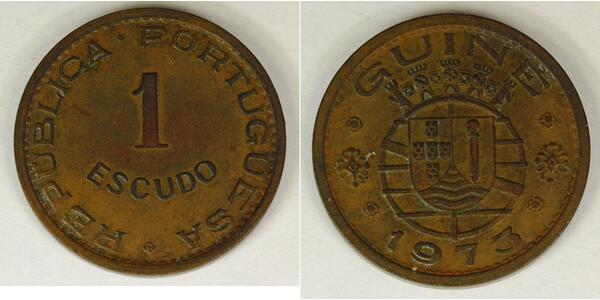 REPUBLICA · PORTUGUESA
1
ESCUDO
GUINÉ
1973